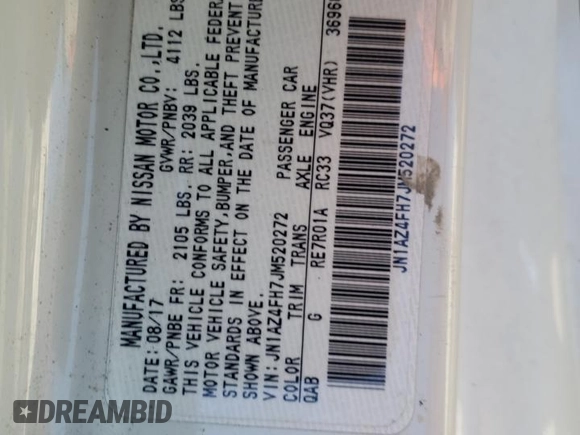 MANUFACTURED BY NISSAN MOTOR CO.,LTD.
DATE: 08/17 GVWR/PNBV: 4112 LBS
GAWR/PNBE FR: 2105 LBS. RR: 2039 LBS.
THIS VEHICLE CONFORMS TO ALL APPLICABLE FEDER
MOTOR VEHICLE SAFETY,BUMPER,AND THEFT PREVENT
STANDARDS IN EFFECT ON THE DATE OF MANUFACTURE
SHOWN ABOVE.
VIN: JN1AZ4FH7JM520272 PASSENGER CAR
COLOR TRIM TRANS AXLE ENGINE
QAB G RE7R01A RC33 VQ37(VHR) 3696
JN1AZ4FH7JM520272
DREAMBID